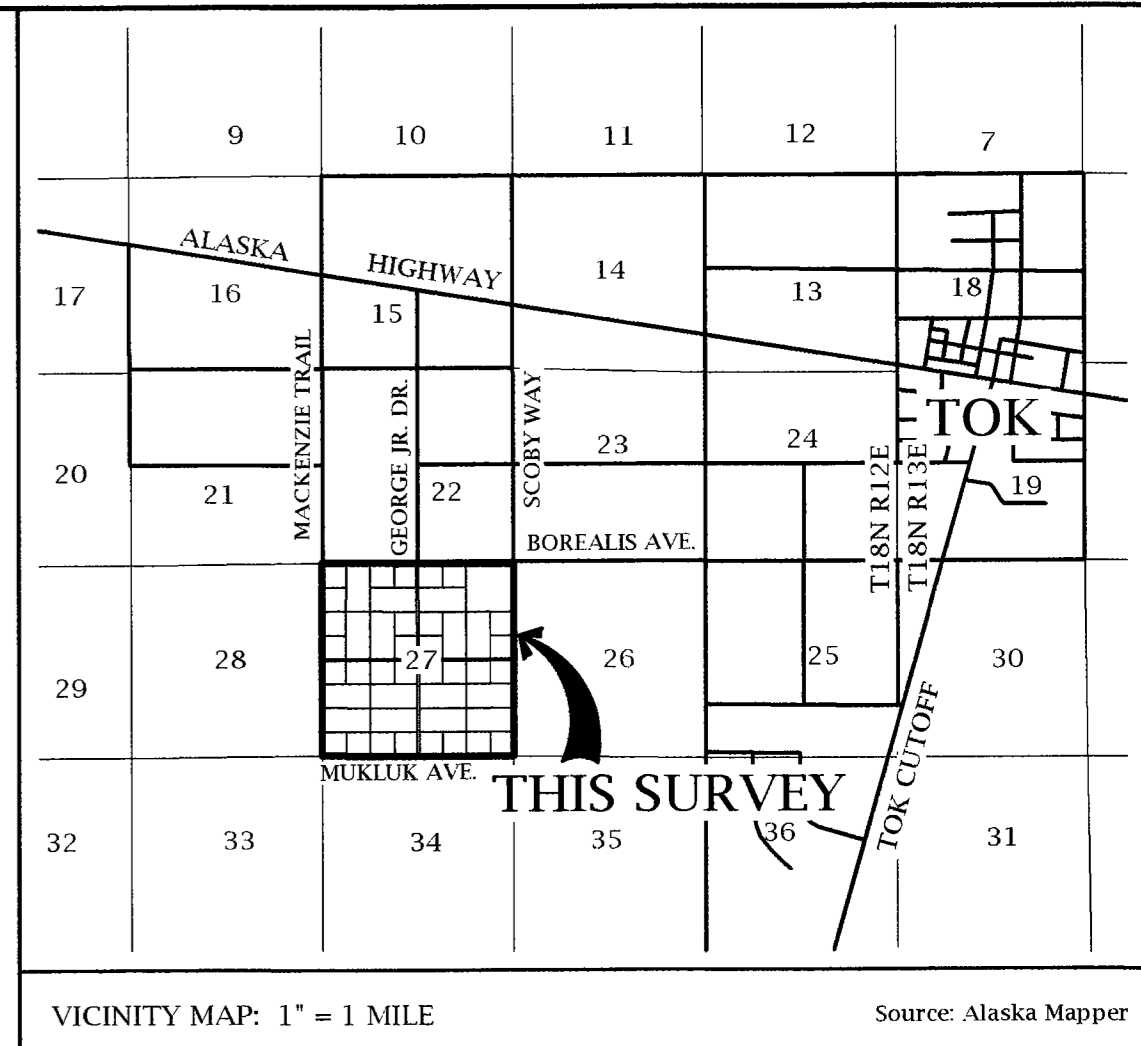 9 10 11 12 7
ALASKA HIGHWAY
17 16 15 14 13 18
MACKENZIE TRAIL
GEORGE JR. DR.
SCOBY WAY
TOK
20 21 22 23 24 19
T18N R12E
T18N R13E
BOREALIS AVE.
29 28 27 26 25 30
MUKLUK AVE.
THIS SURVEY
TOK CUTOFF
32 33 34 35 36 31
VICINITY MAP: 1" = 1 MILE
Source: Alaska Mapper